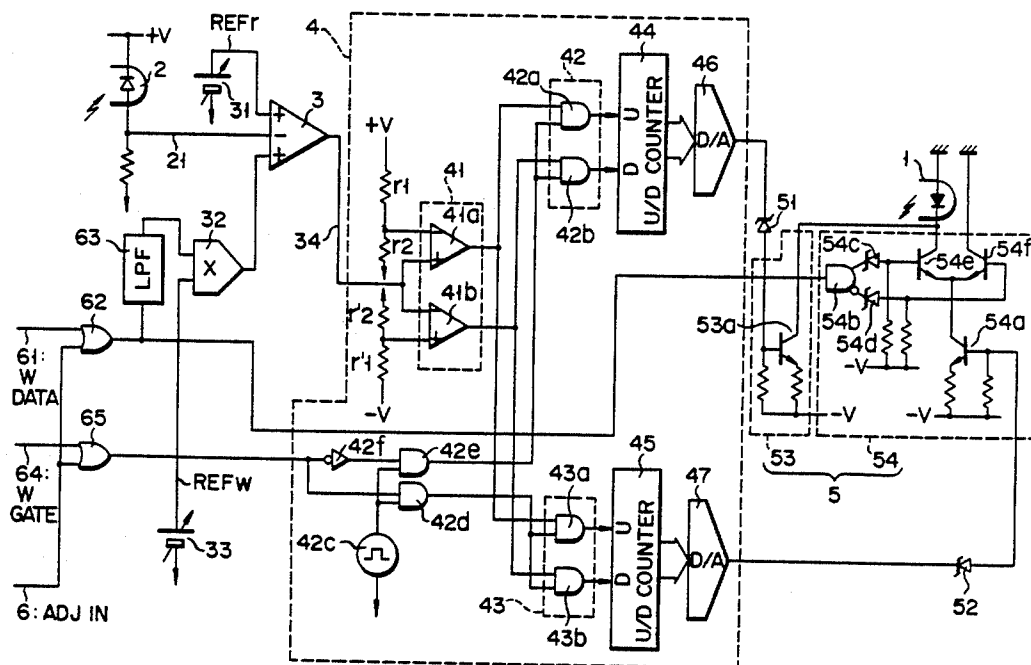 REFr
4
44
+V
42
46
2
42a
31
3
U
U/D COUNTER
D/A
+V
21
41
D
1
r1
41a
51
63
LPF
32
X
34
r2
42b
54c
54e
54f
62
r'2
41b
53a
54b
54d
54a
61:
W
DATA
r'1
-V
-V
65
-V
-V
42f
42e
45
53
54
64:
W
GATE
REFW
43a
47
5
42d
U
U/D COUNTER
D/A
33
42c
D
52
6: ADJ IN
43
43b